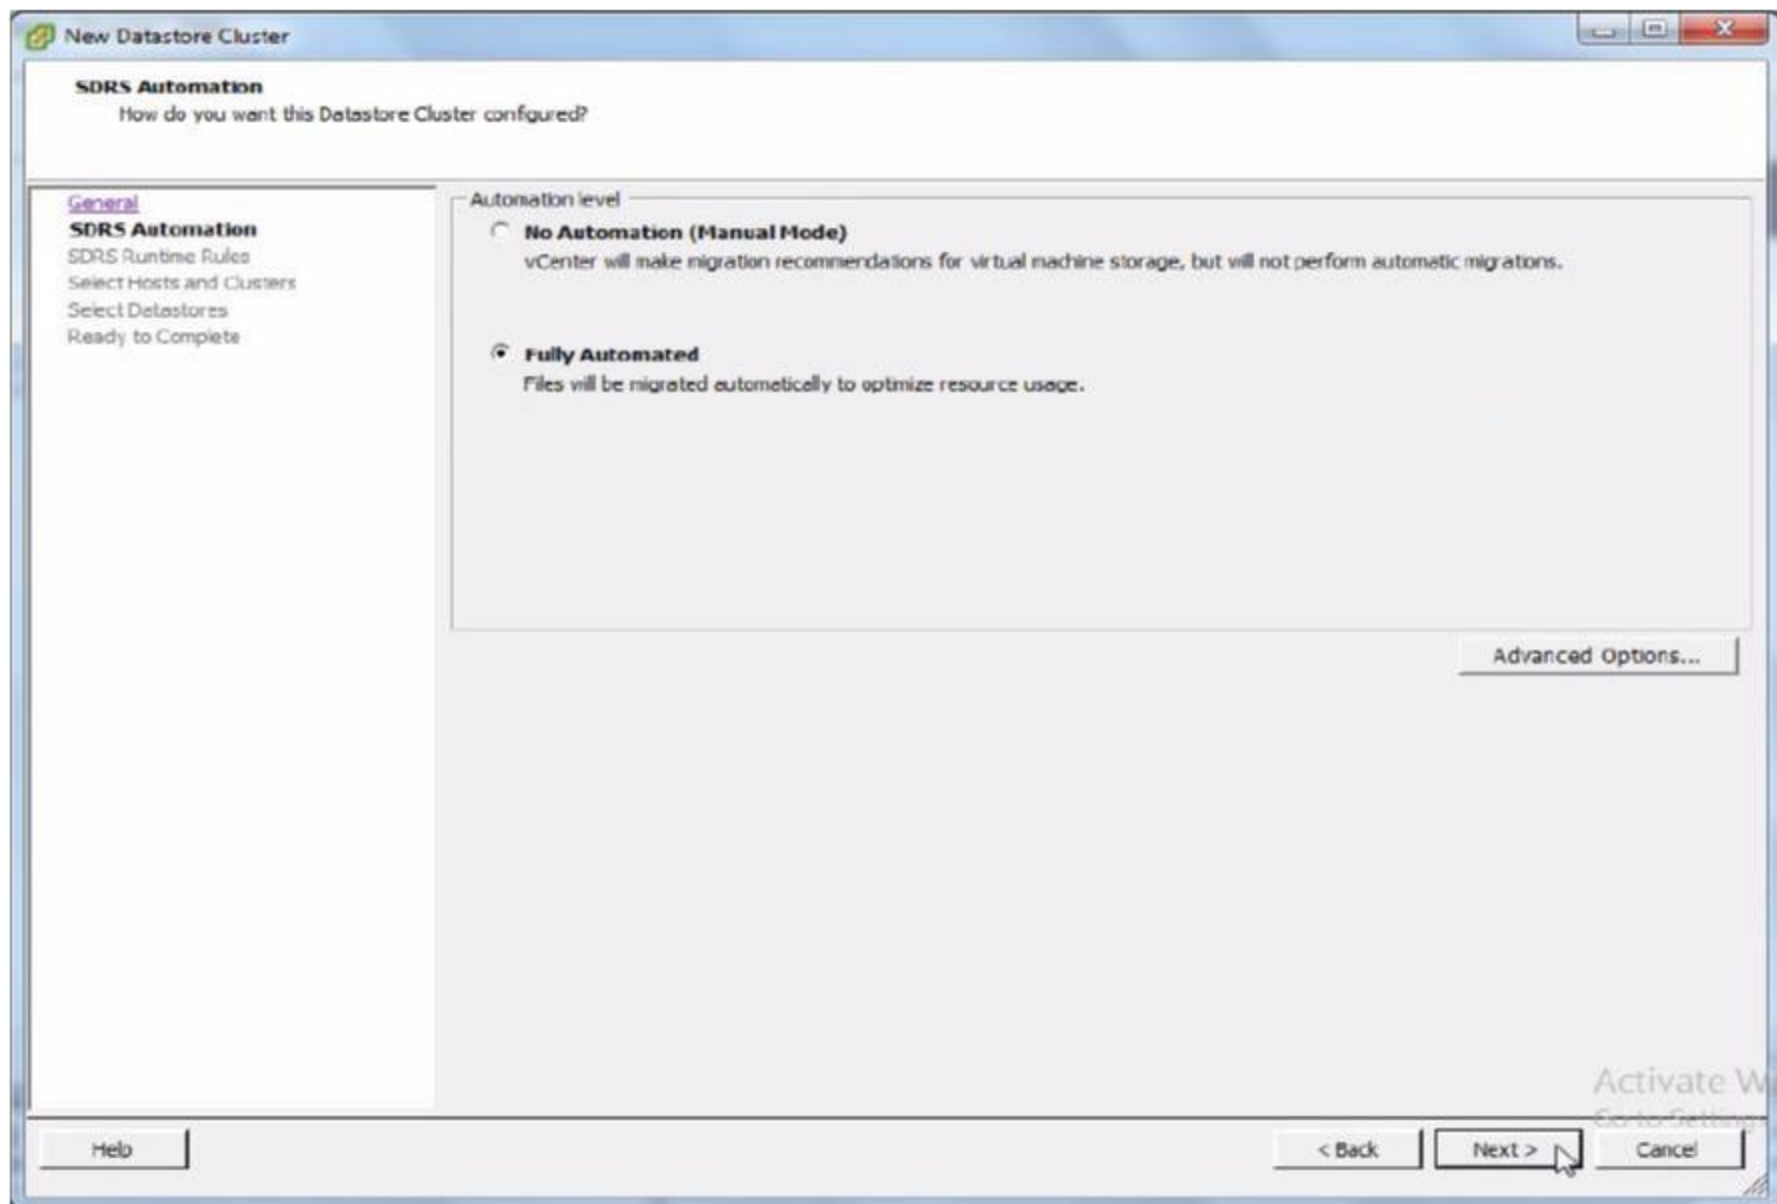 New Datastore Cluster
SDRS Automation
How do you want this Datastore Cluster configured?
General
SDRS Automation
SDRS Runtime Rules
Select Hosts and Clusters
Select Datastores
Ready to Complete
Automation level
No Automation (Manual Mode)
vCenter will make migration recommendations for virtual machine storage, but will not perform automatic migrations.
Fully Automated
Files will be migrated automatically to optimize resource usage.
Advanced Options...
Activate W
Go to Setting
Help
< Back
Next >
Cancel